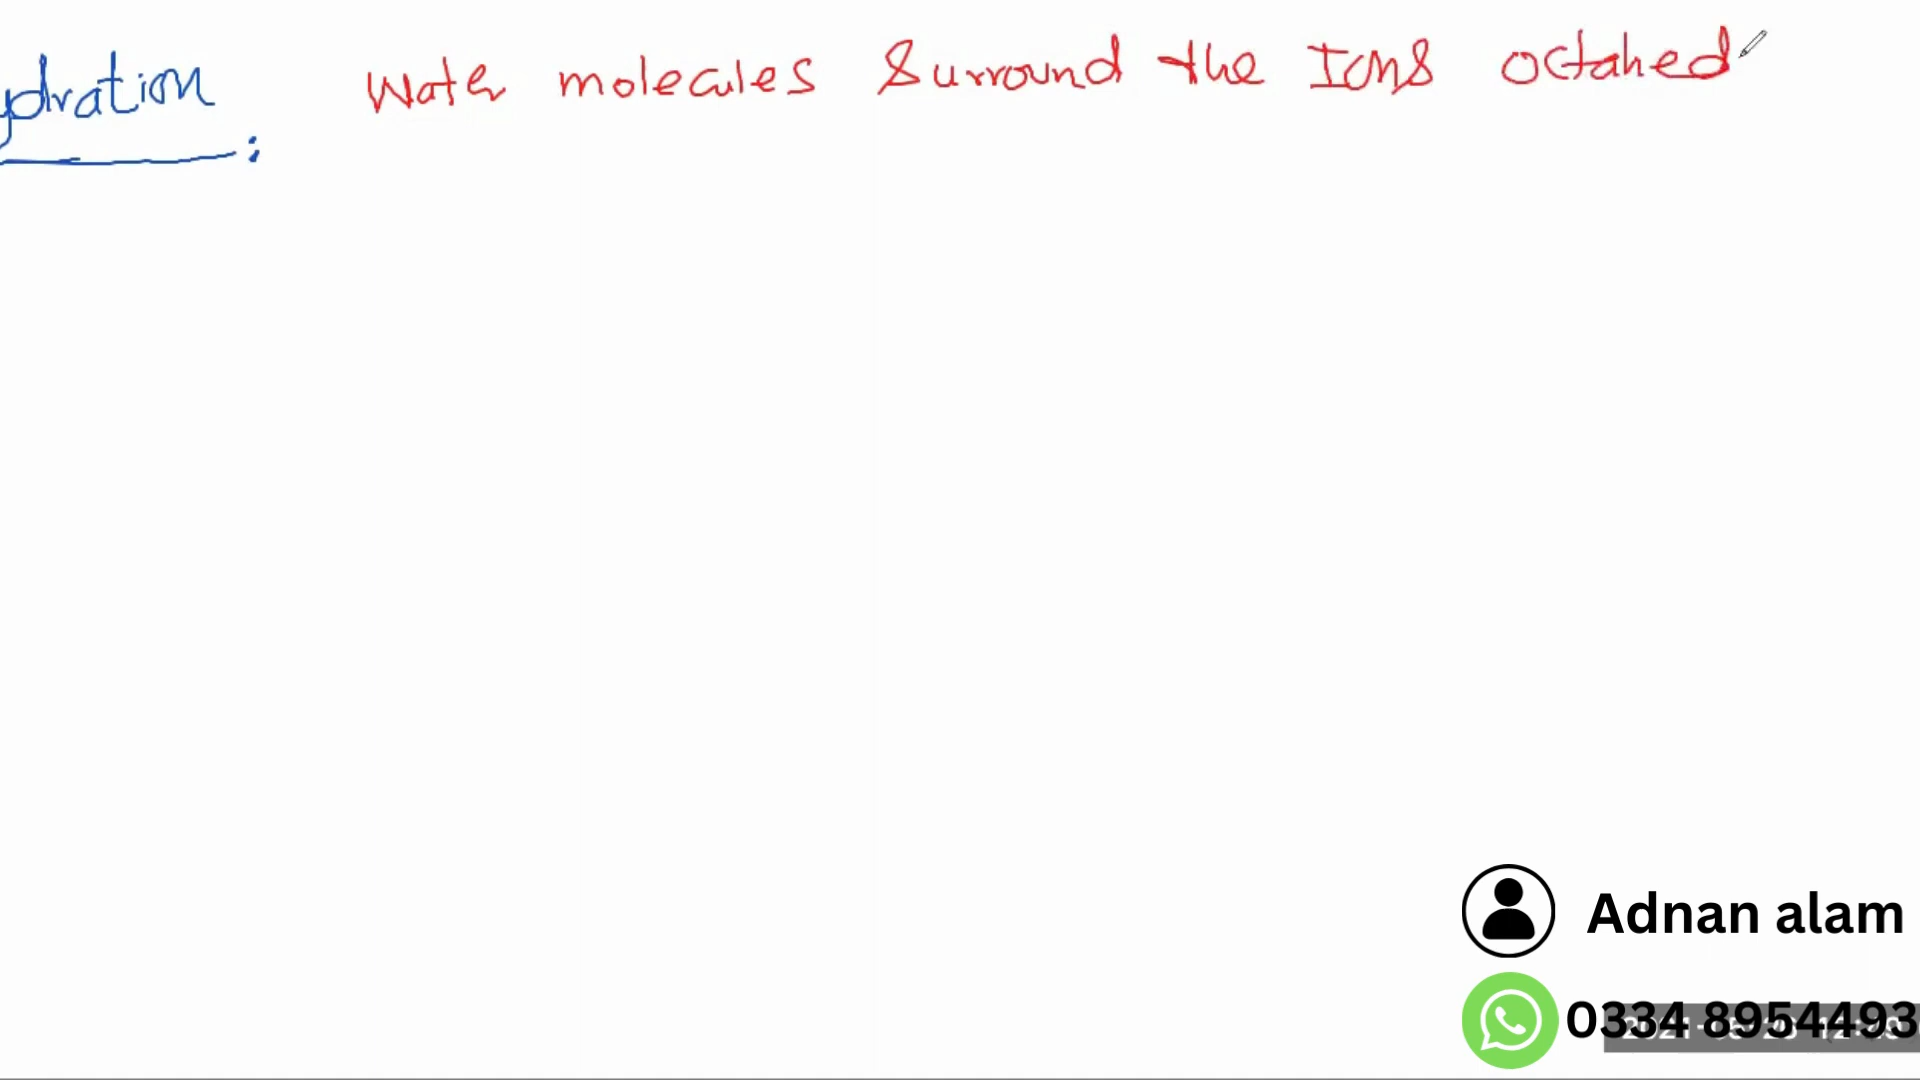 ydration : Water molecules Surround the Ions octahed
Adnan alam
0334 8954493